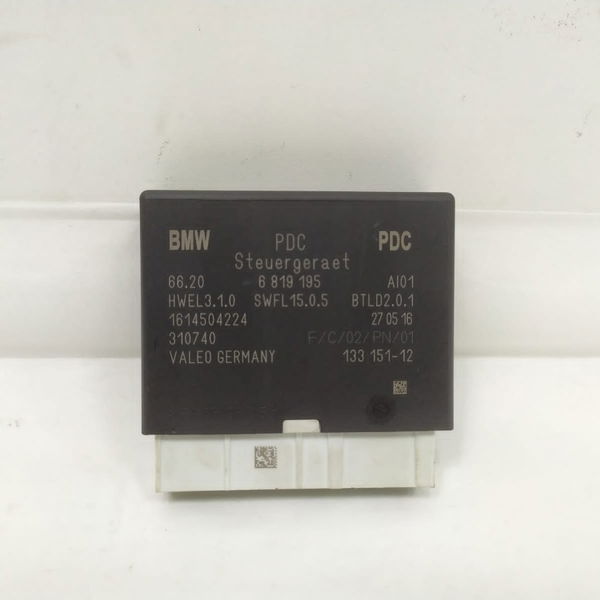 BMW PDC PDC
Steuergeraet
66.20 6 819 195 AI01
HWEL3.1.0 SWFL15.0.5 BTLD2.0.1
1614504224 27 05 16
310740 F/C/02/PN/01
VALEO GERMANY 133 151-12